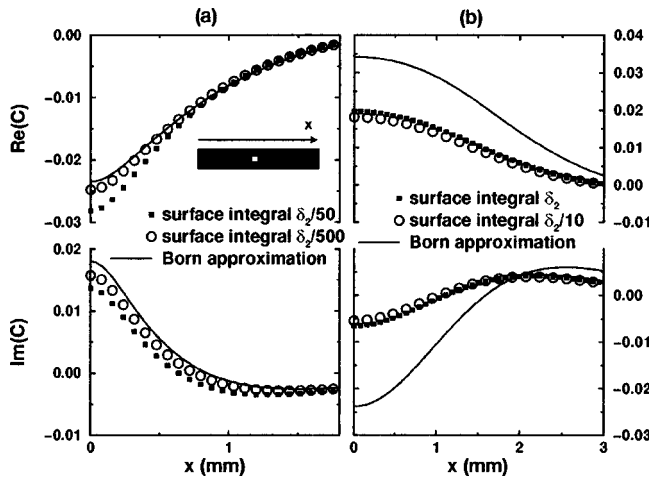 (a)
(b)
0.00
-0.01
-0.02
-0.03
Re(C)
x
surface integral δ2/50
surface integral δ2/500
Born approximation
0.04
0.03
0.02
0.01
0.00
-0.01
surface integral δ2
surface integral δ2/10
Born approximation
0.02
0.01
0.00
-0.01
Im(C)
0
1
x (mm)
0.00
-0.01
-0.02
-0.03
0
1
2
3
x (mm)